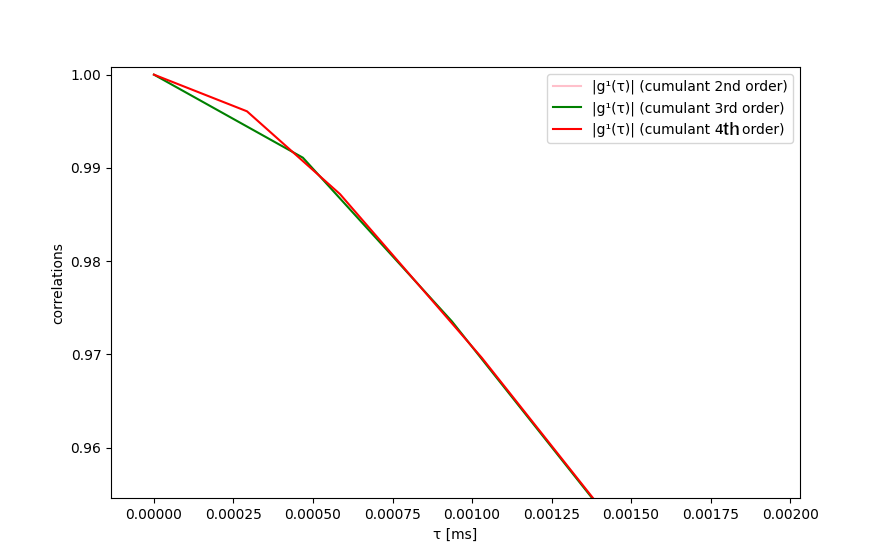 |g¹(τ)| (cumulant 2nd order)
|g¹(τ)| (cumulant 3rd order)
|g¹(τ)| (cumulant 4th order)
1.00
0.99
0.98
0.97
0.96
correlations
0.00000 0.00025 0.00050 0.00075 0.00100 0.00125 0.00150 0.00175 0.00200
τ [ms]